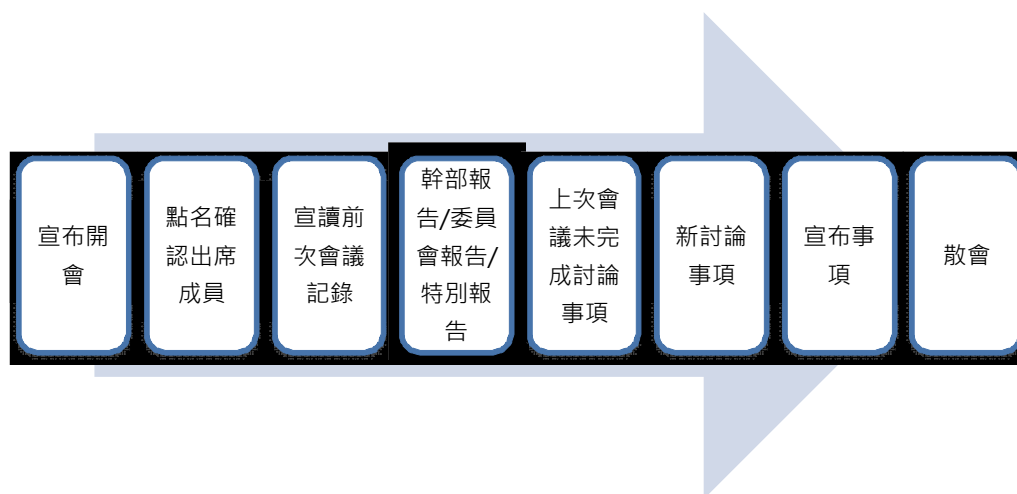 宣布開
會
點名確
認出席
成員
宣讀前
次會議
記錄
幹部報
告/委員
會報告/
特別報
告
上次會
議未完
成討論
事項
新討論
事項
宣布事
項
散會